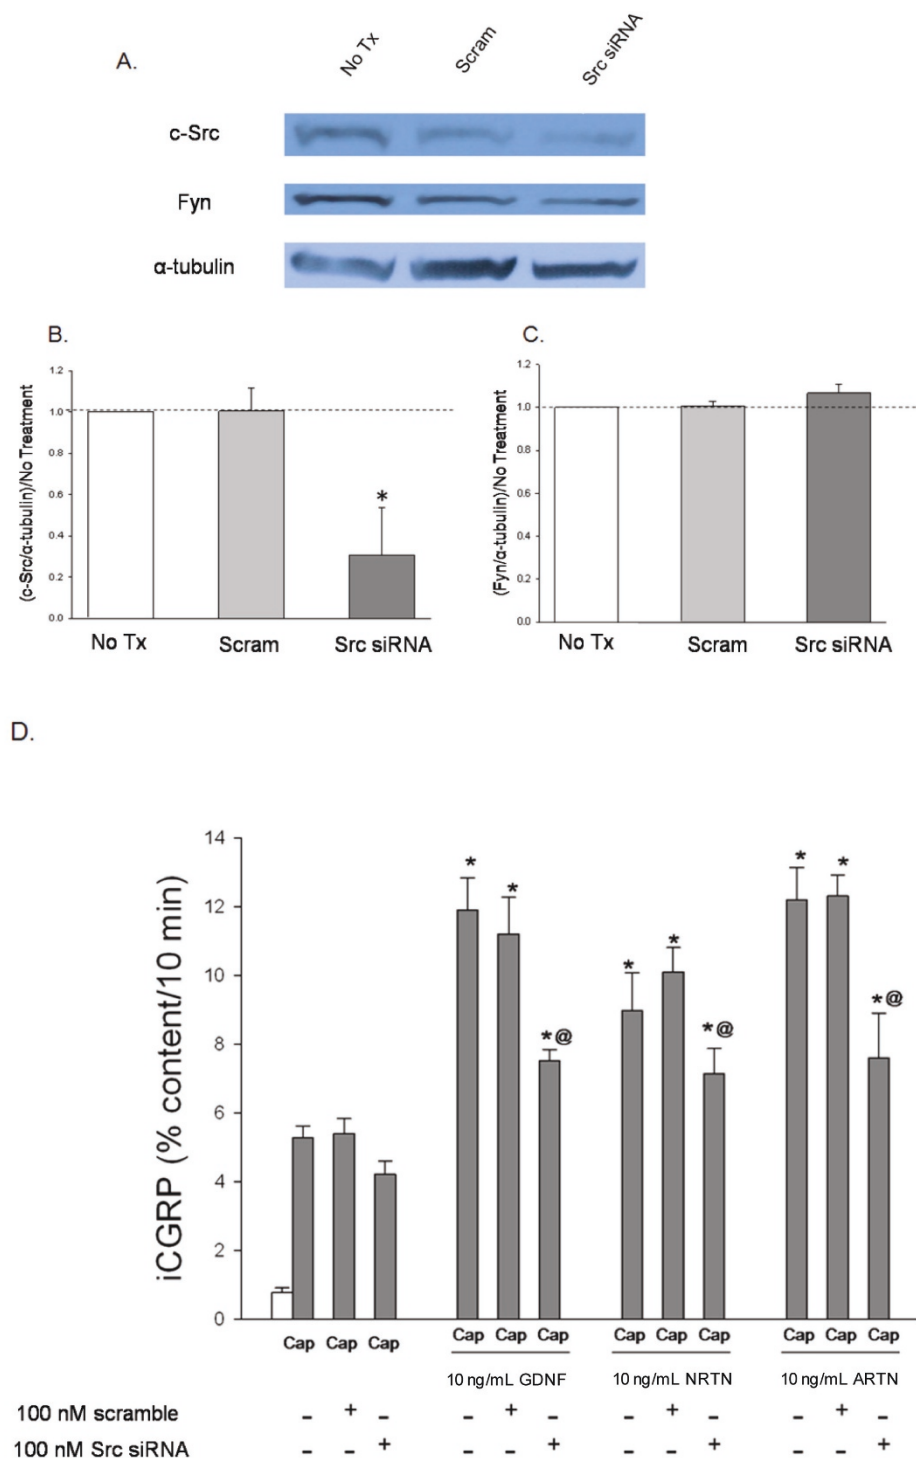 A.
No Tx
Scram
Src siRNA
c-Src
Fyn
α-tubulin
B.
(c-Src/α-tubulin)/No Treatment
1.2
1.0
0.8
0.6
0.4
0.2
0.0
*
No Tx Scram Src siRNA
C.
(Fyn/α-tubulin)/No Treatment
1.2
1.0
0.8
0.6
0.4
0.2
0.0
No Tx Scram Src siRNA
D.
iCGRP (% content/10 min)
14
12
10
8
6
4
2
0
* * *@ * * *@ * * *@
Cap Cap Cap Cap Cap Cap Cap Cap Cap Cap Cap Cap
10 ng/mL GDNF 10 ng/mL NRTN 10 ng/mL ARTN
100 nM scramble - + - - + - - + - - + -
100 nM Src siRNA - - + - - + - - + - - +